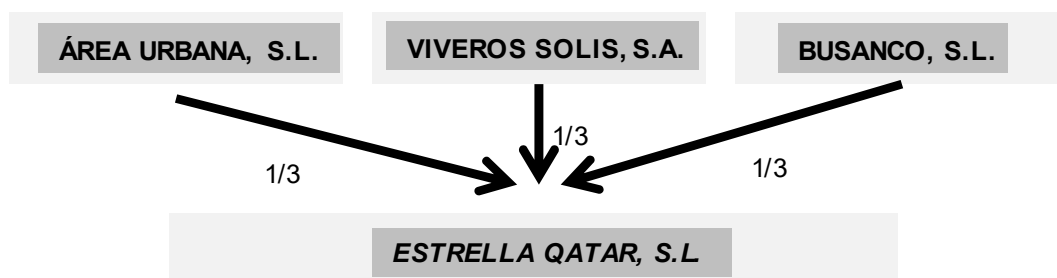 ÁREA URBANA, S.L.
VIVEROS SOLIS, S.A.
BUSANCO, S.L.
1/3
1/3
1/3
ESTRELLA QATAR, S.L